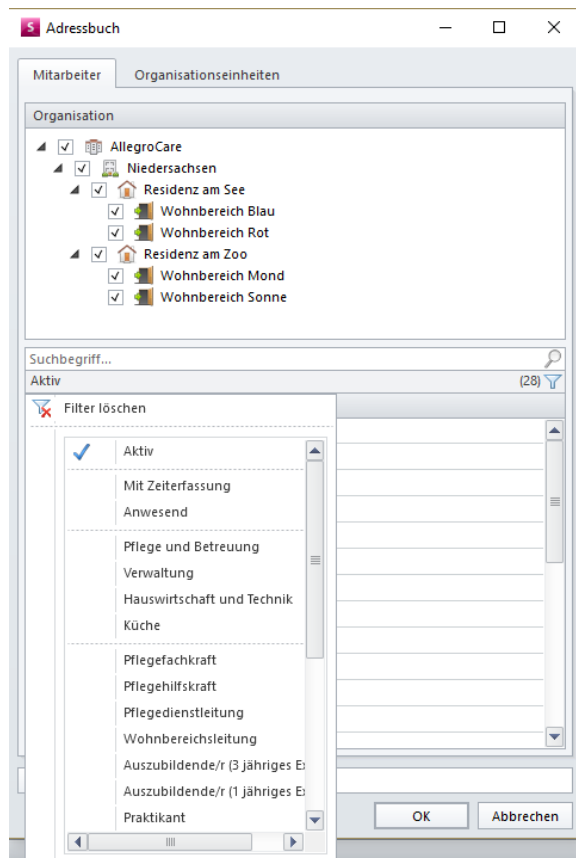 S Adressbuch
Mitarbeiter Organisationseinheiten
Organisation
AllegroCare
Niedersachsen
Residenz am See
Wohnbereich Blau
Wohnbereich Rot
Residenz am Zoo
Wohnbereich Mond
Wohnbereich Sonne
Suchbegriff...
Aktiv (28)
Filter löschen
Aktiv
Mit Zeiterfassung
Anwesend
Pflege und Betreuung
Verwaltung
Hauswirtschaft und Technik
Küche
Pflegefachkraft
Pflegehilfskraft
Pflegedienstleitung
Wohnbereichsleitung
Auszubildende/r (3 jähriges Ex
Auszubildende/r (1 jähriges Ex
Praktikant
OK Abbrechen